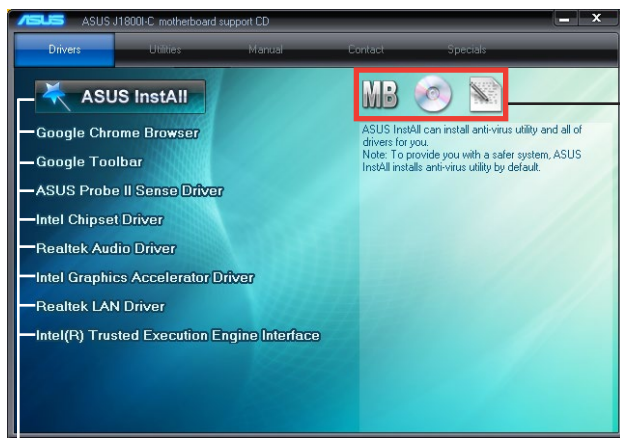 ASUS ASUS J1800I-C motherboard support CD
Drivers Utilities Manual Contact Specials
ASUS InstAll
MB
Google Chrome Browser
Google Toolbar
ASUS Probe II Sense Driver
Intel Chipset Driver
Realtek Audio Driver
Intel Graphics Accelerator Driver
Realtek LAN Driver
Intel(R) Trusted Execution Engine Interface
ASUS InstAll can install anti-virus utility and all of
drivers for you.
Note: To provide you with a safer system, ASUS
InstAll installs anti-virus utility by default.